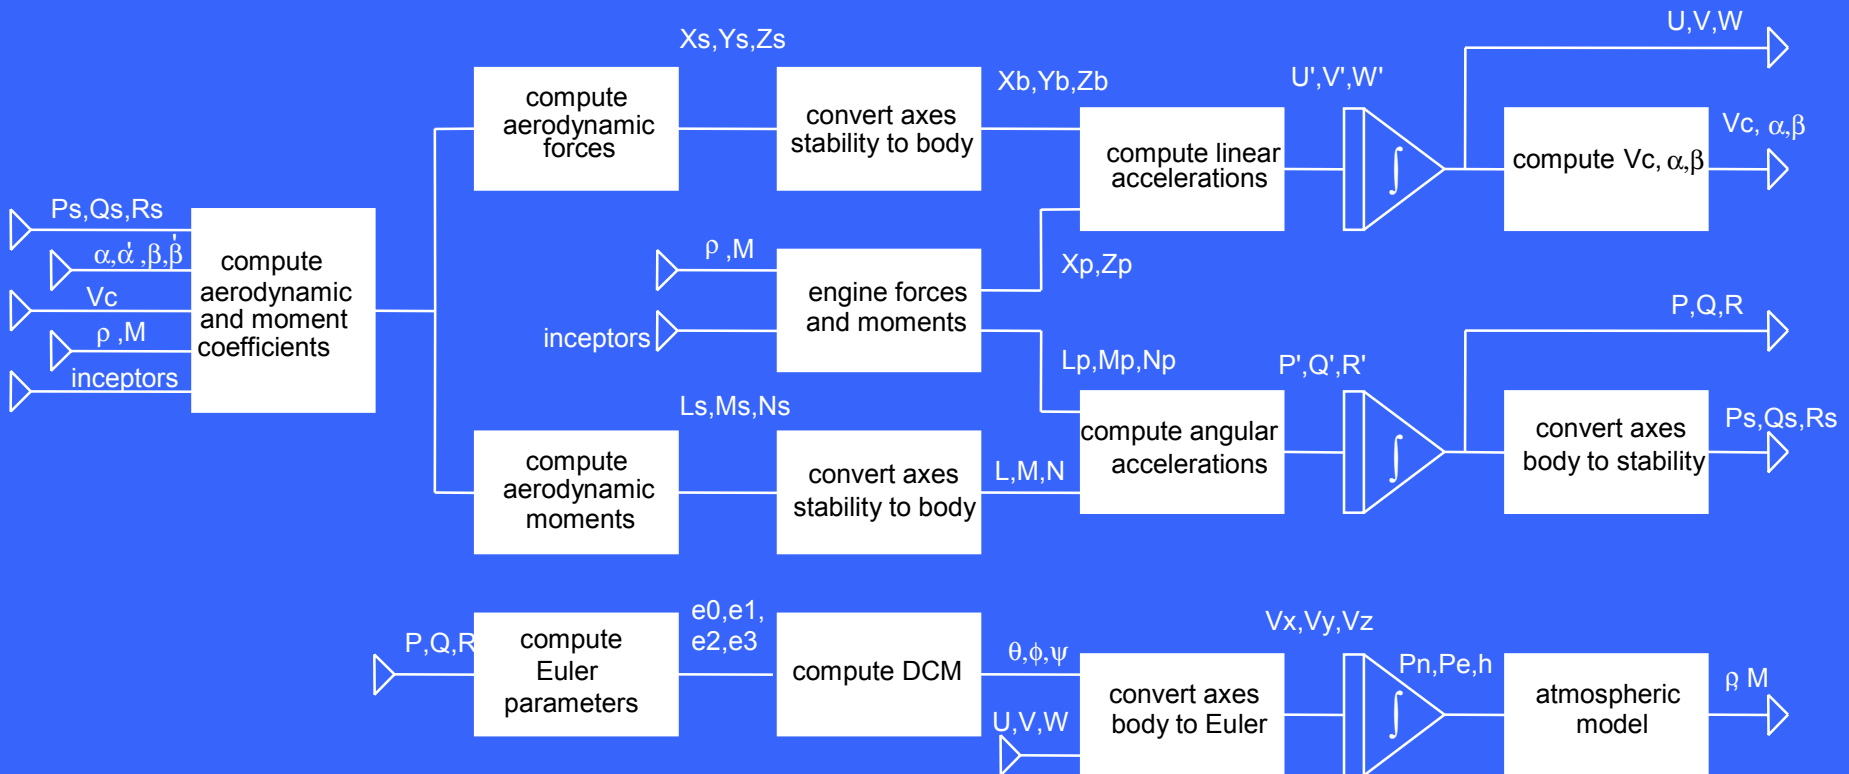 U,V,W
Xs,Ys,Zs
compute
aerodynamic
forces
convert axes
stability to body
Xb,Yb,Zb
compute linear
accelerations
U',V',W'
∫
compute Vc, α,β
Vc, α,β
Ps,Qs,Rs
α,α̇,β,β̇
Vc
ρ ,M
inceptors
compute
aerodynamic
and moment
coefficients
ρ ,M
inceptors
engine forces
and moments
Xp,Zp
Lp,Mp,Np
P,Q,R
Ls,Ms,Ns
compute
aerodynamic
moments
convert axes
stability to body
L,M,N
compute angular
accelerations
P',Q',R'
∫
convert axes
body to stability
Ps,Qs,Rs
P,Q,R
compute
Euler
parameters
e0,e1,
e2,e3
compute DCM
θ,ϕ,ψ
U,V,W
convert axes
body to Euler
Vx,Vy,Vz
∫
Pn,Pe,h
atmospheric
model
ρ, M